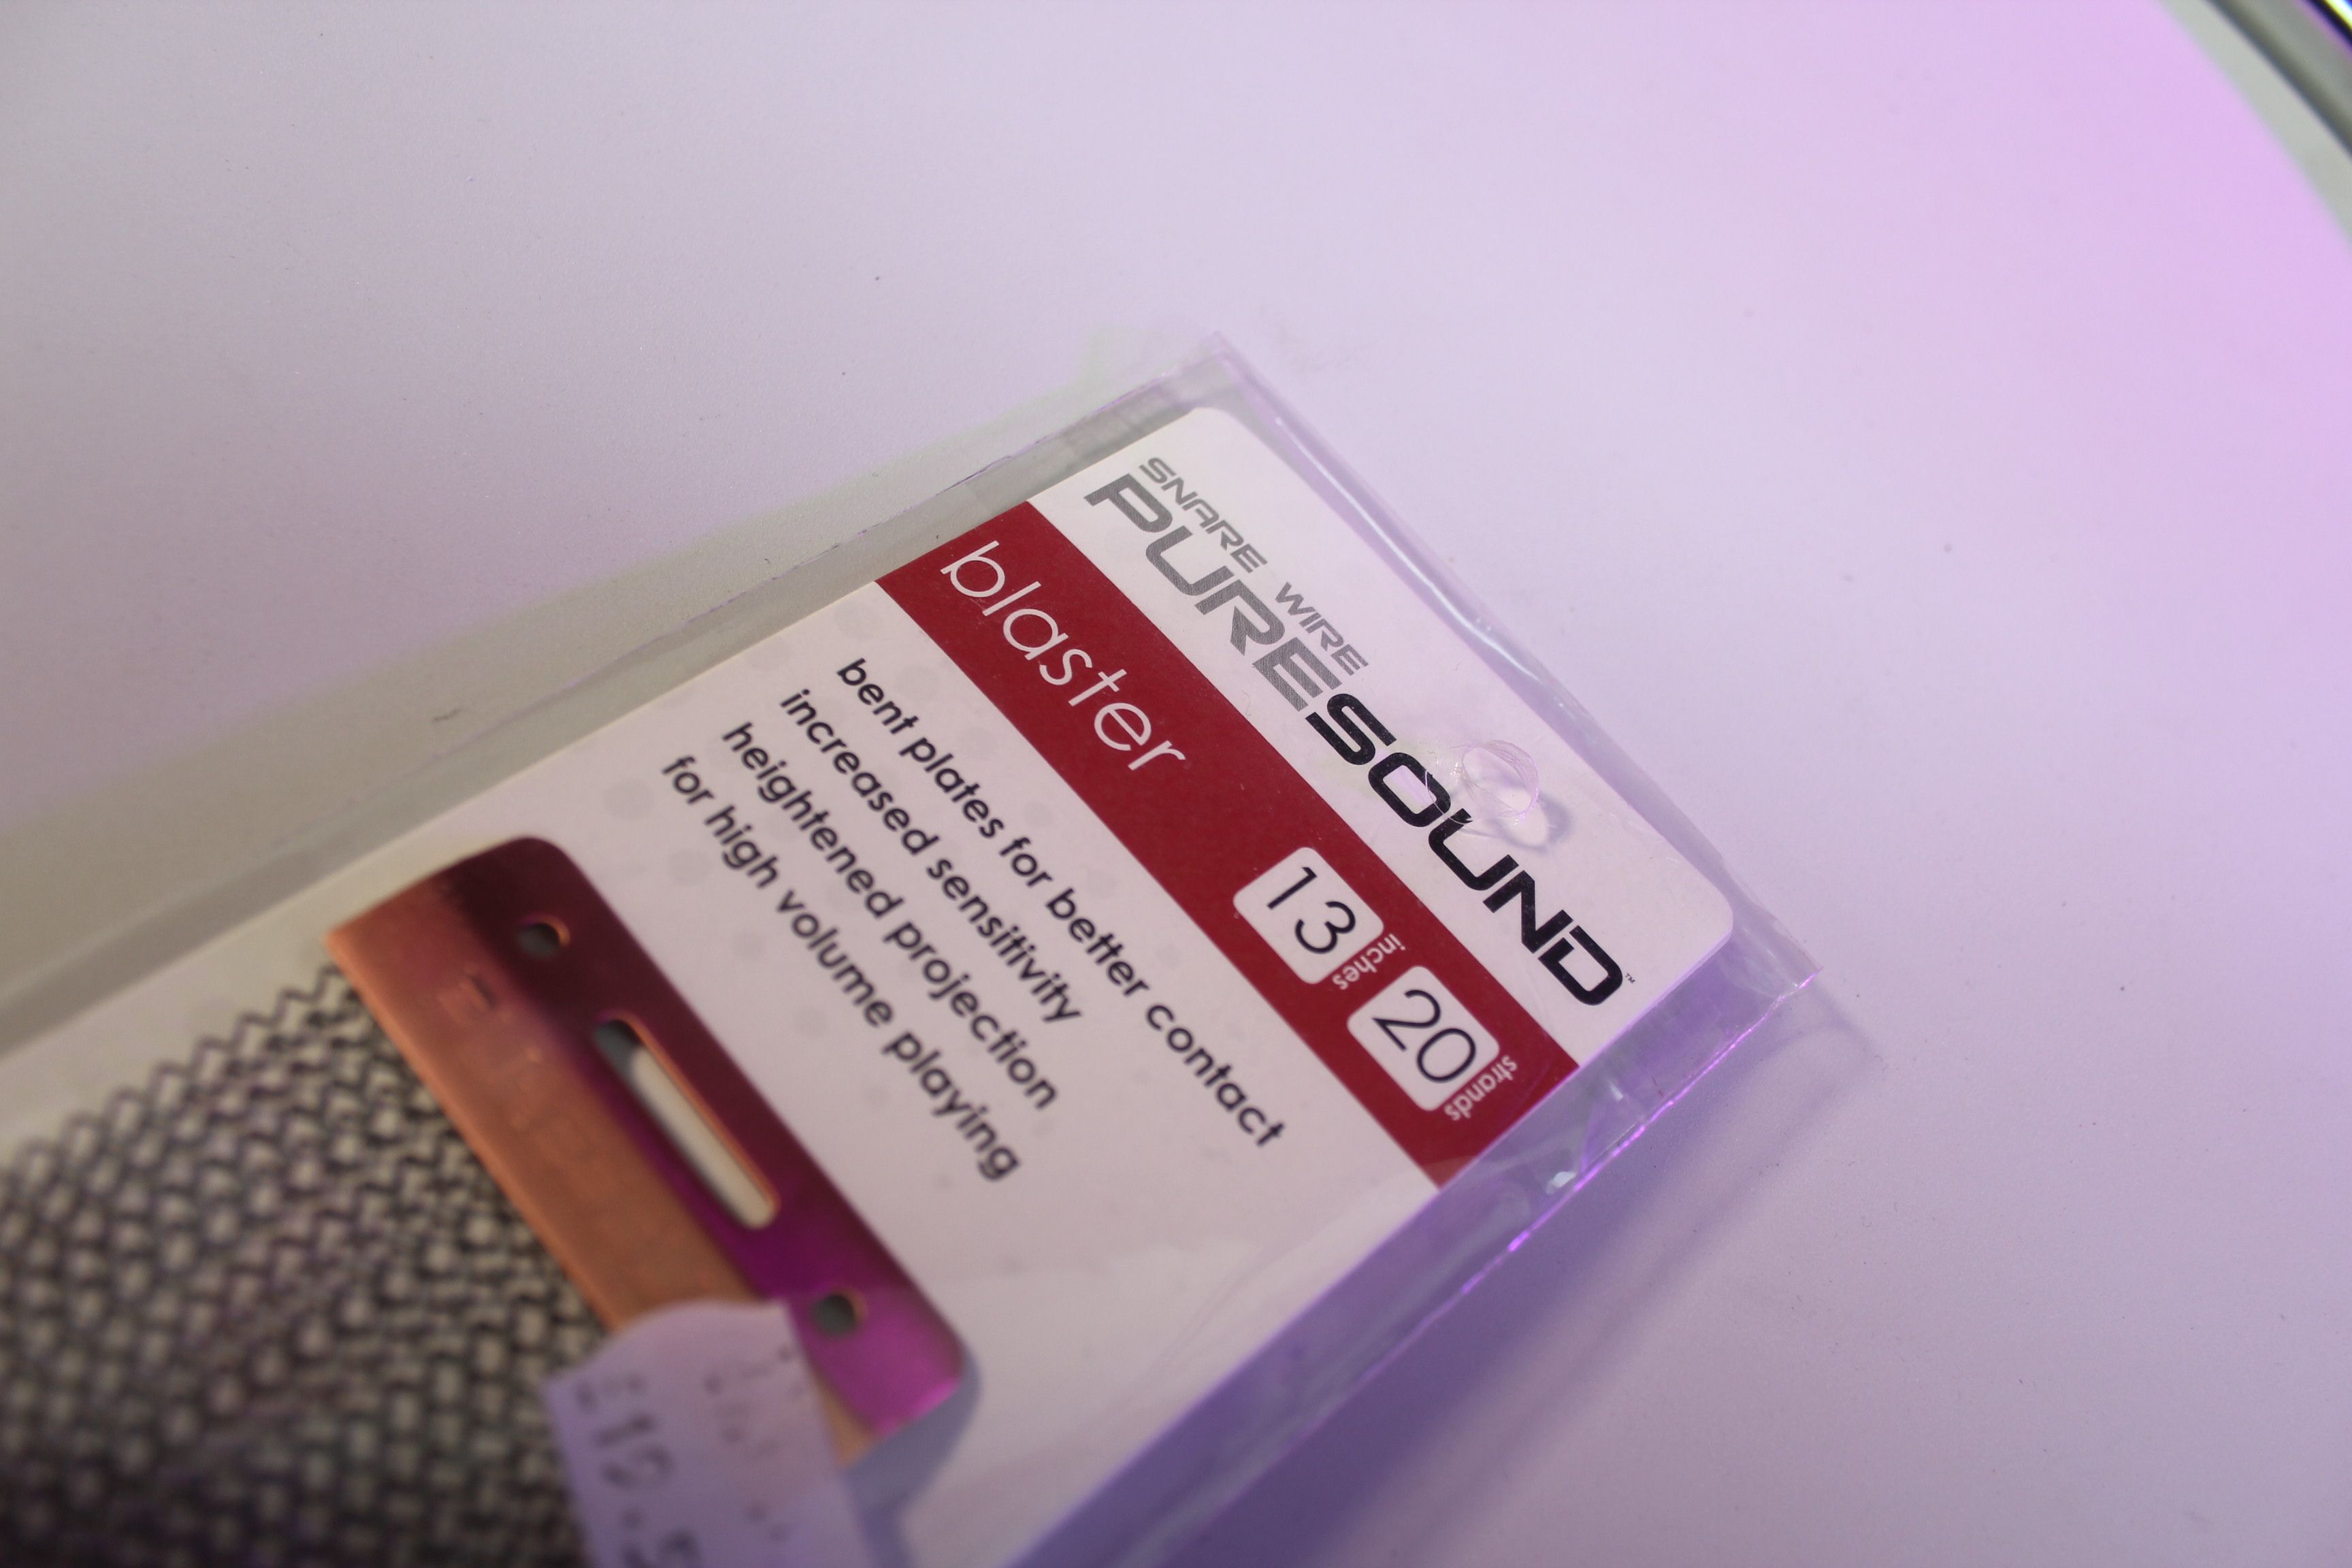 SNARE WIRE
PURESOUND™
blaster
13 inches 20 strands
bent plates for better contact
increased sensitivity
heightened projection
for high volume playing